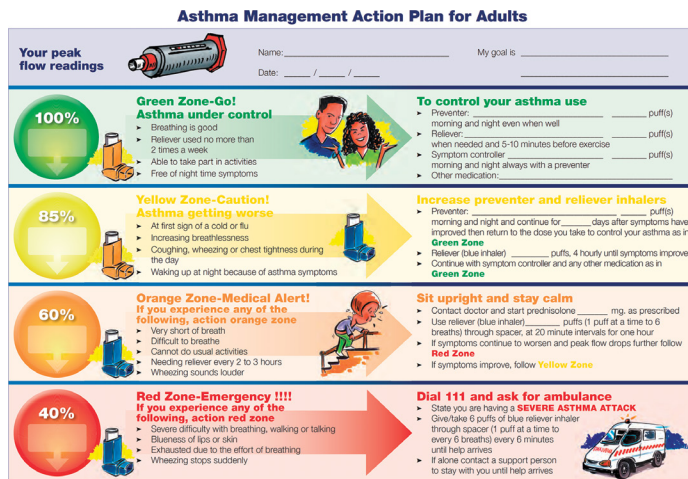 Asthma Management Action Plan for Adults
Your peak
flow readings
Name:
My goal is
Date: / /
100%
Green Zone-Go!
Asthma under control
Breathing is good
Reliever used no more than
2 times a week
Able to take part in activities
Free of night time symptoms
To control your asthma use
Preventer: puff(s)
morning and night even when well
Reliever: puff(s)
when needed and 5-10 minutes before exercise
Symptom controller puff(s)
morning and night always with a preventer
Other medication:
85%
Yellow Zone-Caution!
Asthma getting worse
At first sign of a cold or flu
Increasing breathlessness
Coughing, wheezing or chest tightness during
the day
Waking up at night because of asthma symptoms
Increase preventer and reliever inhalers
Preventer: puff(s)
morning and night and continue for days after symptoms have
improved then return to the dose you take to control your asthma as in
Green Zone
Reliever (blue inhaler) puffs, 4 hourly until symptoms improve
Continue with symptom controller and any other medication as in
Green Zone
60%
Orange Zone-Medical Alert!
If you experience any of the
following, action orange zone
Very short of breath
Difficult to breathe
Cannot do usual activities
Needing reliever every 2 to 3 hours
Wheezing sounds louder
Sit upright and stay calm
Contact doctor and start prednisolone mg. as prescribed
Use reliever (blue inhaler) puffs (1 puff at a time to 6
breaths) through spacer, at 20 minute intervals for one hour
If symptoms continue to worsen and peak flow drops further follow
Red Zone
If symptoms improve, follow Yellow Zone
40%
Red Zone-Emergency !!!!
If you experience any of the
following, action red zone
Severe difficulty with breathing, walking or talking
Blueness of lips or skin
Exhausted due to the effort of breathing
Wheezing stops suddenly
Dial 111 and ask for ambulance
State you are having a SEVERE ASTHMA ATTACK
Give/take 6 puffs of blue reliever inhaler
through spacer (1 puff at a time to
every 6 breaths) every 6 minutes
until help arrives
If alone contact a support person
to stay with you until help arrives